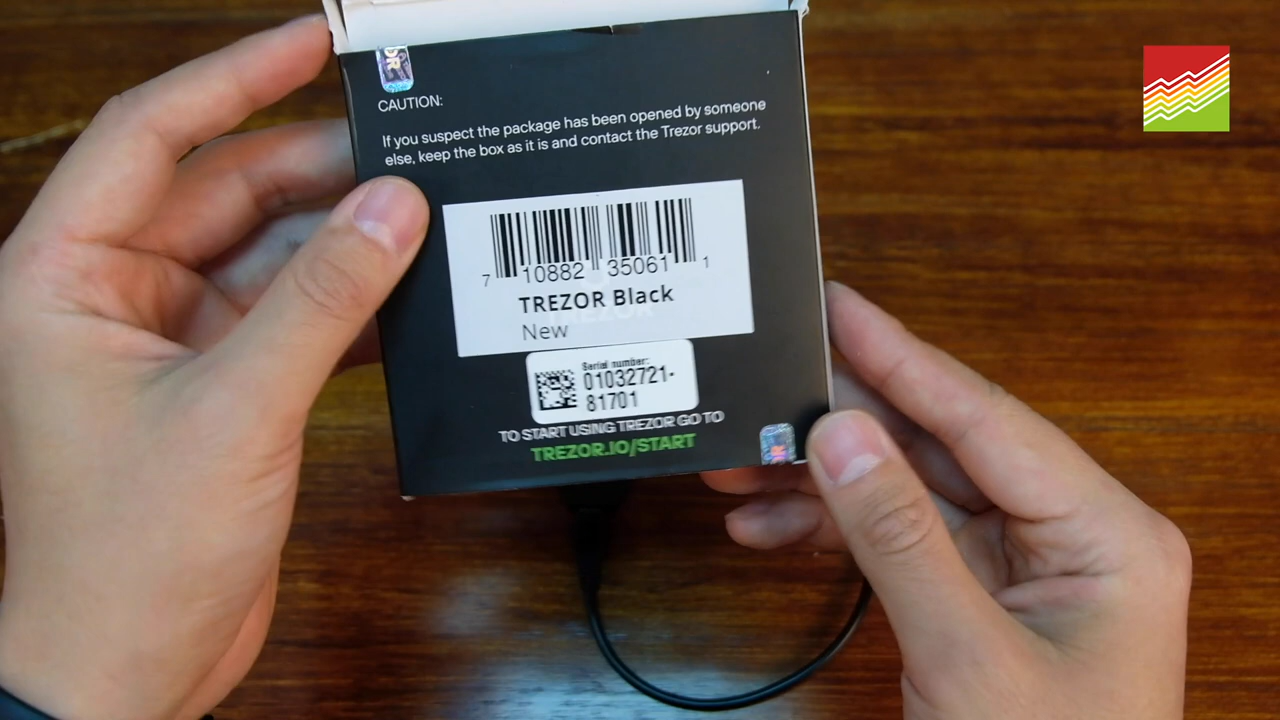 CAUTION:
If you suspect the package has been opened by someone
else, keep the box as it is and contact the Trezor support.
7 10882 35061 1
TREZOR Black
New
Serial number:
01032721-
81701
TO START USING TREZOR GO TO
TREZOR.IO/START